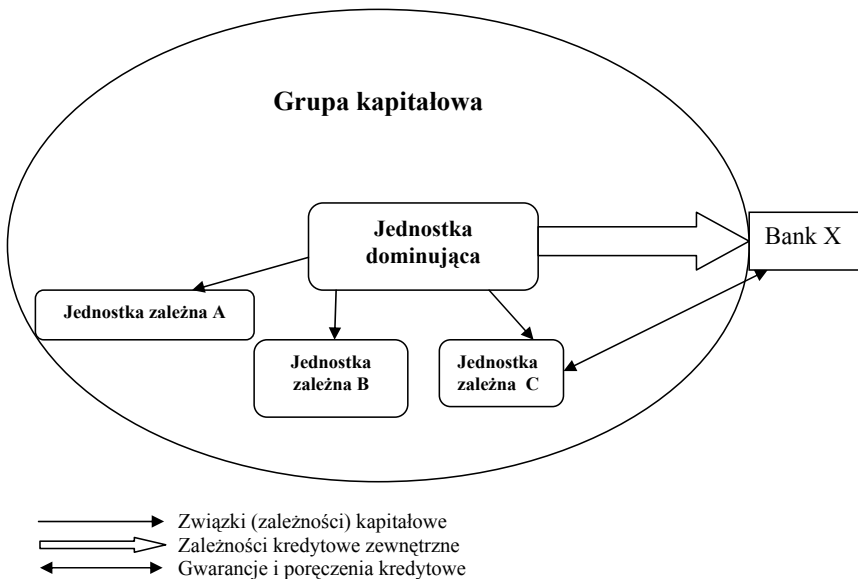 Grupa kapitałowa
Jednostka
dominująca
Bank X
Jednostka zależna A
Jednostka
zależna B
Jednostka
zależna C
Związki (zależności) kapitałowe
Zależności kredytowe zewnętrzne
Gwarancje i poręczenia kredytowe